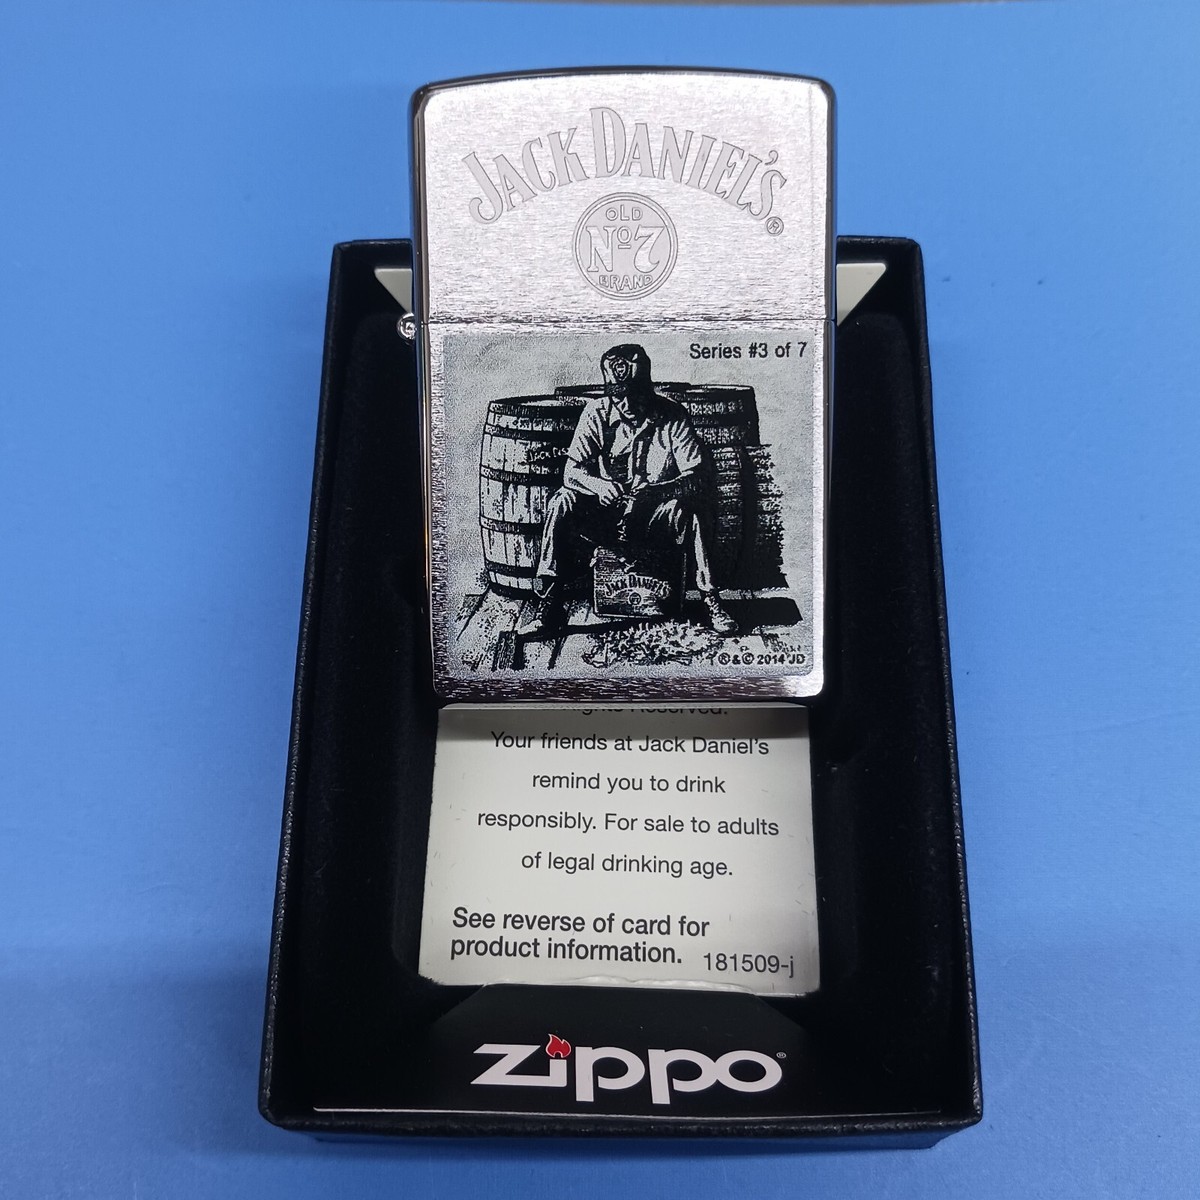 JACK DANIEL'S®
OLD
Nº7
BRAND
Series #3 of 7
JACK DANIEL'S
®&© 2014 JD
Rights Reserved.
Your friends at Jack Daniel's
remind you to drink
responsibly. For sale to adults
of legal drinking age.
See reverse of card for
product information.
181509-j
zippo®